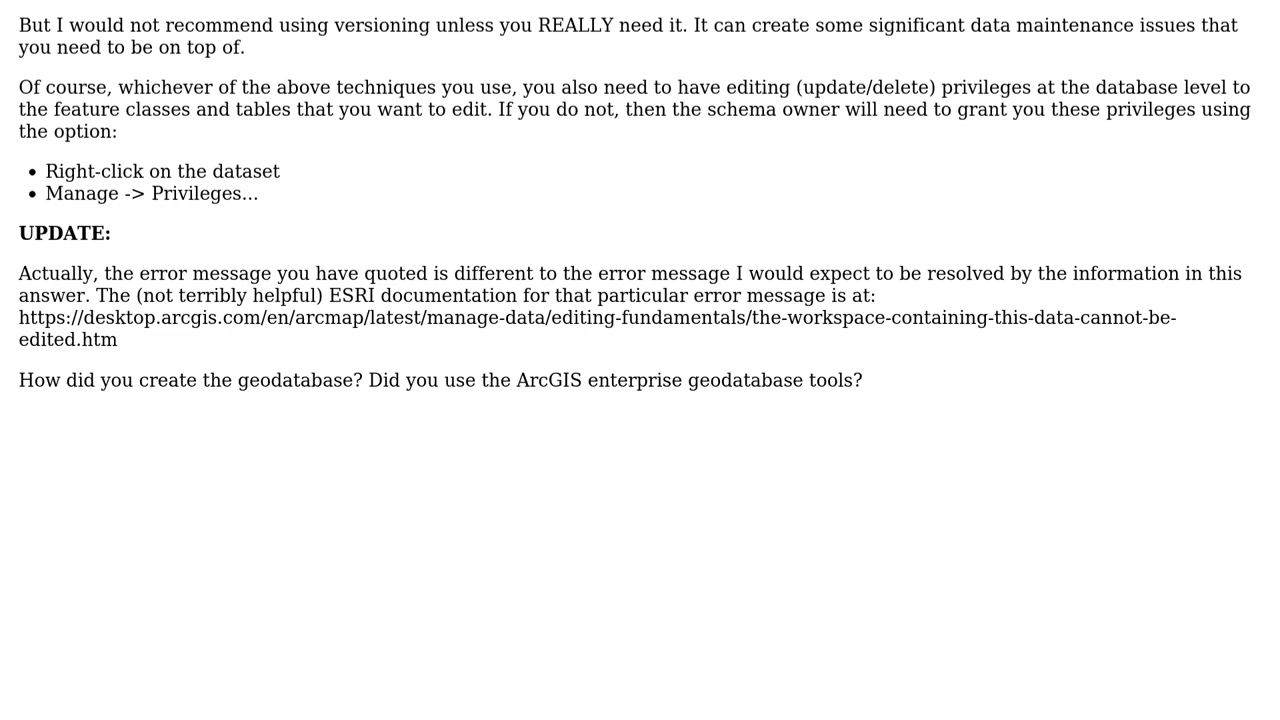 But I would not recommend using versioning unless you REALLY need it. It can create some significant data maintenance issues that
you need to be on top of.
Of course, whichever of the above techniques you use, you also need to have editing (update/delete) privileges at the database level to
the feature classes and tables that you want to edit. If you do not, then the schema owner will need to grant you these privileges using
the option:
• Right-click on the dataset
• Manage -> Privileges...
UPDATE:
Actually, the error message you have quoted is different to the error message I would expect to be resolved by the information in this
answer. The (not terribly helpful) ESRI documentation for that particular error message is at:
https://desktop.arcgis.com/en/arcmap/latest/manage-data/editing-fundamentals/the-workspace-containing-this-data-cannot-be-
edited.htm
How did you create the geodatabase? Did you use the ArcGIS enterprise geodatabase tools?